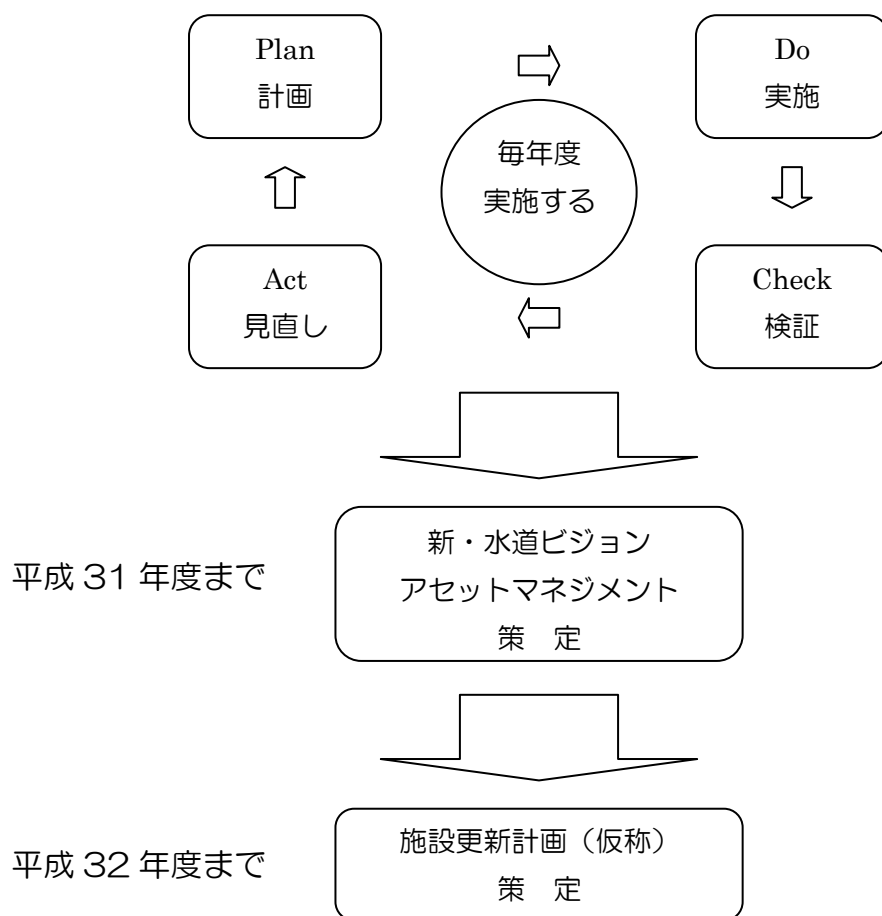 Plan
計画
Do
実施
毎年度
実施する
Act
見直し
Check
検証
平成 31 年度まで
新・水道ビジョン
アセットマネジメント
策 定
平成 32 年度まで
施設更新計画（仮称）
策 定